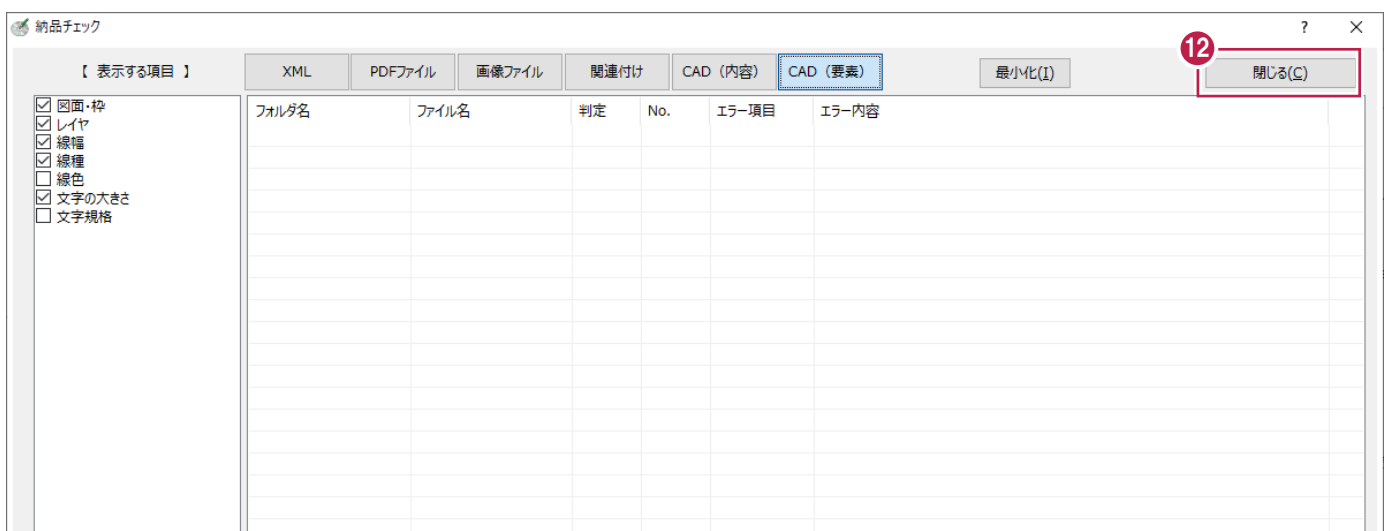 納品チェック
?
12
【 表示する項目 】
XML
PDFファイル
画像ファイル
関連付け
CAD（内容）
CAD（要素）
最小化(I)
閉じる(C)
図面・枠
レイヤ
線幅
線種
線色
文字の大きさ
文字規格
フォルダ名
ファイル名
判定
No.
エラー項目
エラー内容